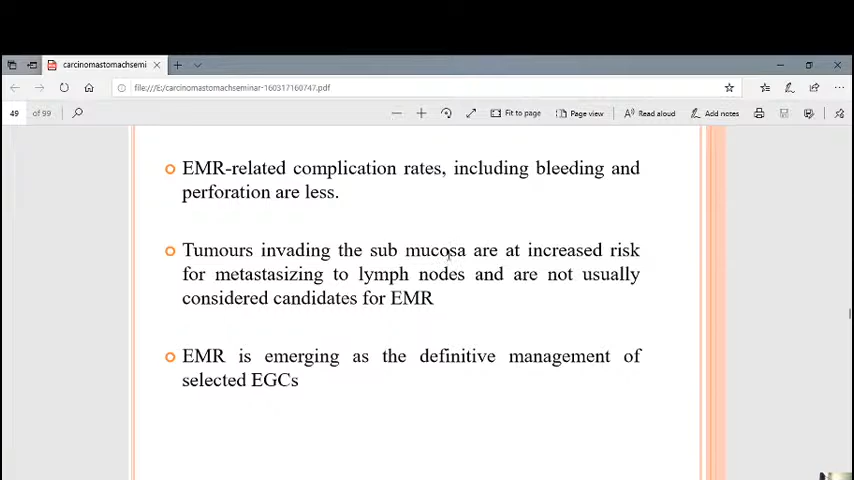 carcinomastomachsemi
file:///E:/carcinomastomachseminar-160317160747.pdf
49 of 99 Fit to page Page view Read aloud Add notes
EMR-related complication rates, including bleeding and
perforation are less.
Tumours invading the sub mucosa are at increased risk
for metastasizing to lymph nodes and are not usually
considered candidates for EMR
EMR is emerging as the definitive management of
selected EGCs